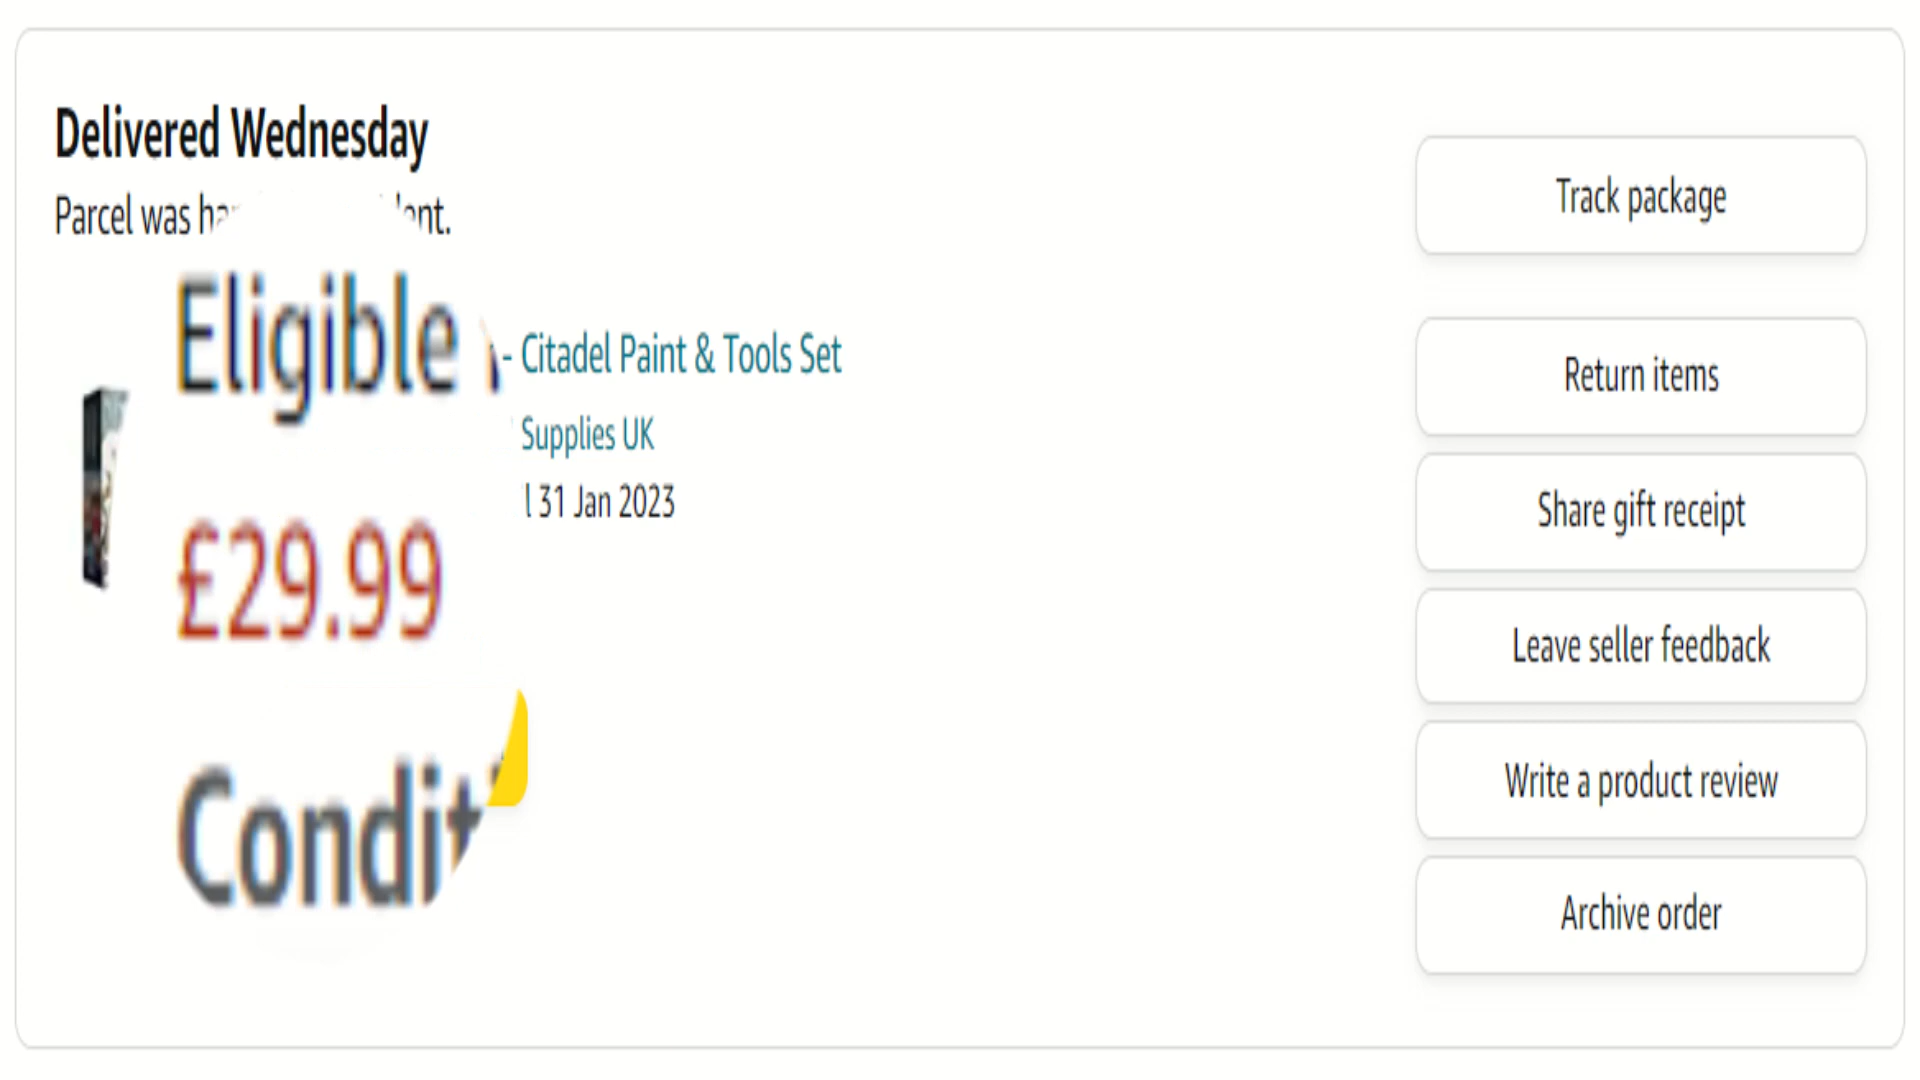 Delivered Wednesday
Parcel was
Eligible
- Citadel Paint & Tools Set
Supplies UK
31 Jan 2023
£29.99
Track package
Return items
Share gift receipt
Leave seller feedback
Write a product review
Archive order